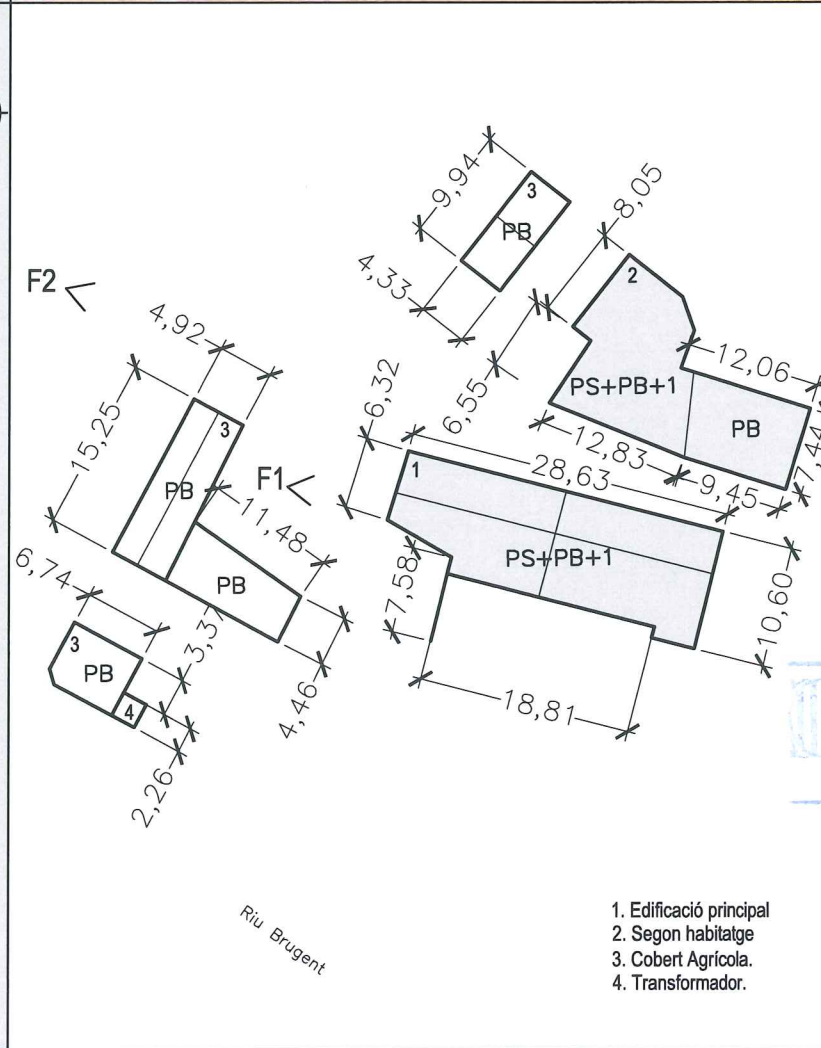 9,94
3
PB
4,33
8,05
2
PS+PB+1
12,06
PB
7,44
12,83
9,45
6,55
F2
4,92
15,25
3
PB
11,48
PB
F1
6,32
1
28,63
PS+PB+1
7,58
10,60
18,81
6,74
3
PB
4
3,37
4,46
2,26
Riu Brugent
1. Edificació principal
2. Segon habitatge
3. Cobert Agrícola.
4. Transformador.